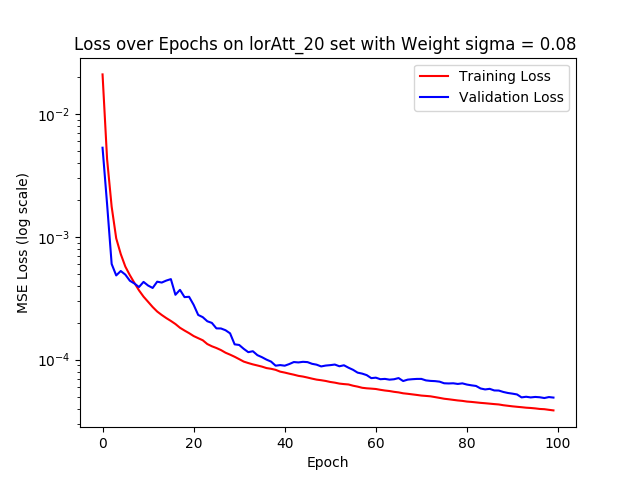 Loss over Epochs on lorAtt_20 set with Weight sigma = 0.08
Training Loss
Validation Loss
MSE Loss (log scale)
10⁻²
10⁻³
10⁻⁴
0 20 40 60 80 100
Epoch